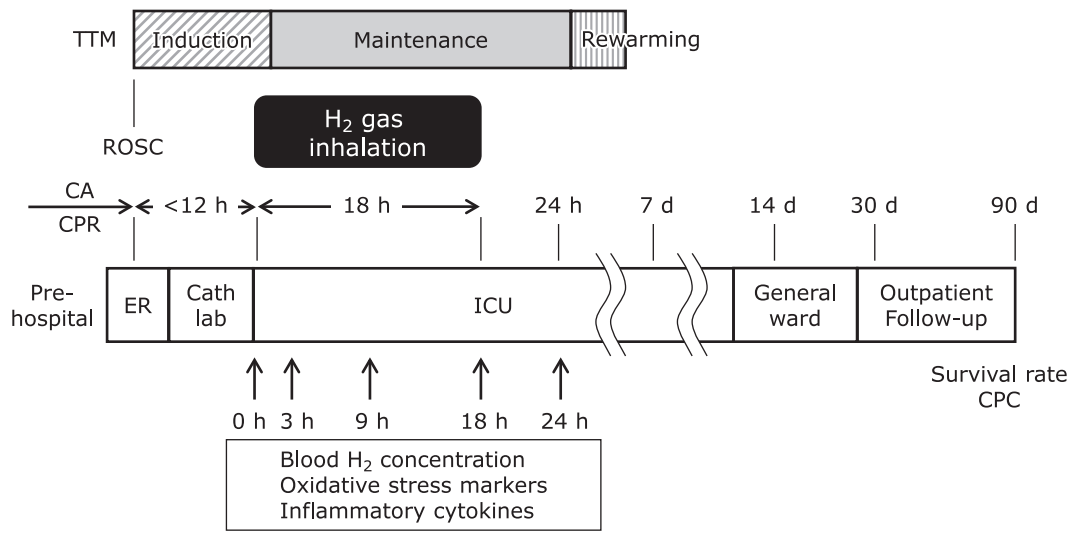 TTM Induction Maintenance Rewarming
H₂ gas
inhalation
ROSC
CA
CPR
<12 h 18 h 24 h 7 d 14 d 30 d 90 d
Pre-
hospital
ER
Cath
lab
ICU
General
ward
Outpatient
Follow-up
Survival rate
CPC
0 h 3 h 9 h 18 h 24 h
Blood H₂ concentration
Oxidative stress markers
Inflammatory cytokines